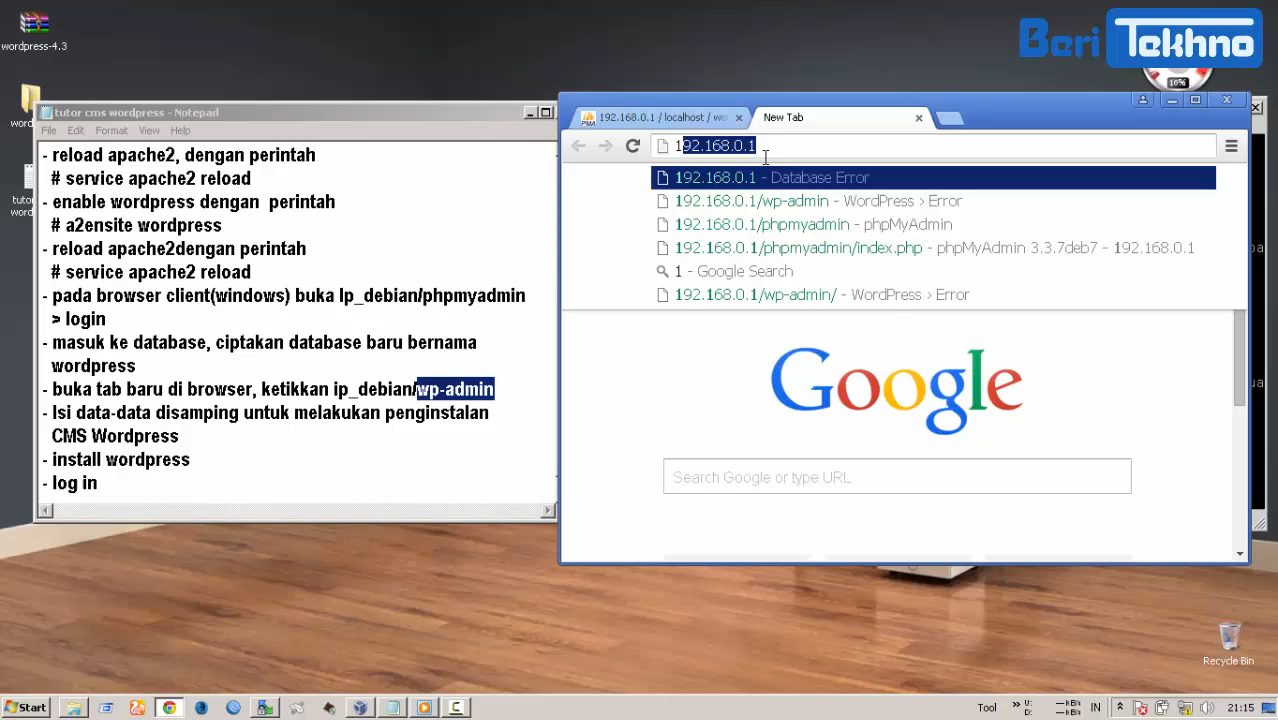 Beri Tekhno
wordpress-4.3
16%
tutor cms wordpress - Notepad
File Edit Format View Help
- reload apache2, dengan perintah
# service apache2 reload
- enable wordpress dengan  perintah
# a2ensite wordpress
- reload apache2dengan perintah
# service apache2 reload
- pada browser client(windows) buka Ip_debian/phpmyadmin
> login
- masuk ke database, ciptakan database baru bernama
wordpress
- buka tab baru di browser, ketikkan ip_debian/wp-admin
- Isi data-data disamping untuk melakukan penginstalan
CMS Wordpress
- install wordpress
- log in
192.168.0.1 / localhost / wo
New Tab
192.168.0.1
192.168.0.1 - Database Error
192.168.0.1/wp-admin - WordPress › Error
192.168.0.1/phpmyadmin - phpMyAdmin
192.168.0.1/phpmyadmin/index.php - phpMyAdmin 3.3.7deb7 - 192.168.0.1
1 - Google Search
192.168.0.1/wp-admin/ - WordPress › Error
Google
Search Google or type URL
Recycle Bin
Start
Tool
IN
21:15